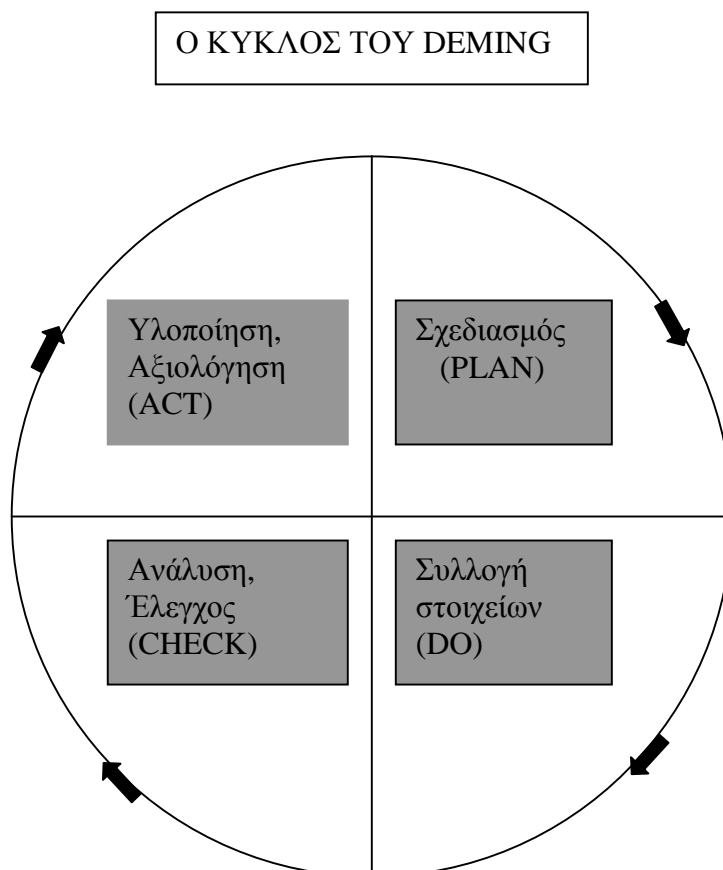 Ο ΚΥΚΛΟΣ ΤΟΥ DEMING
Υλοποίηση,
Αξιολόγηση
(ACT)
Σχεδιασμός
(PLAN)
Ανάλυση,
Έλεγχος
(CHECK)
Συλλογή
στοιχείων
(DO)